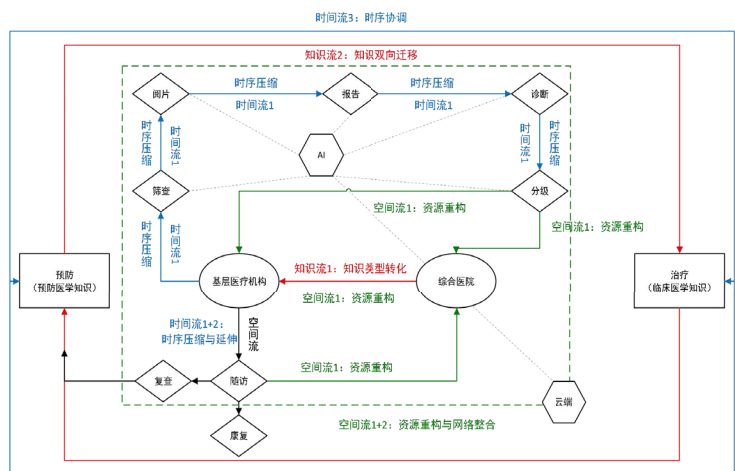 时间流3：时序协调
知识流2：知识双向迁移
阅片
时序压缩
时间流1
报告
时序压缩
时间流1
诊断
时序压缩
时间流1
AI
时间流1
时序压缩
筛查
分级
空间流1：资源重构
空间流1：资源重构
时序压缩
时间流1
预防
（预防医学知识）
基层医疗机构
知识流1：知识类型转化
空间流1：资源重构
综合医院
治疗
（临床医学知识）
时间流1+2：
时序压缩与延伸
空间流
复查
随访
空间流1：资源重构
云端
康复
空间流1+2：资源重构与网络整合